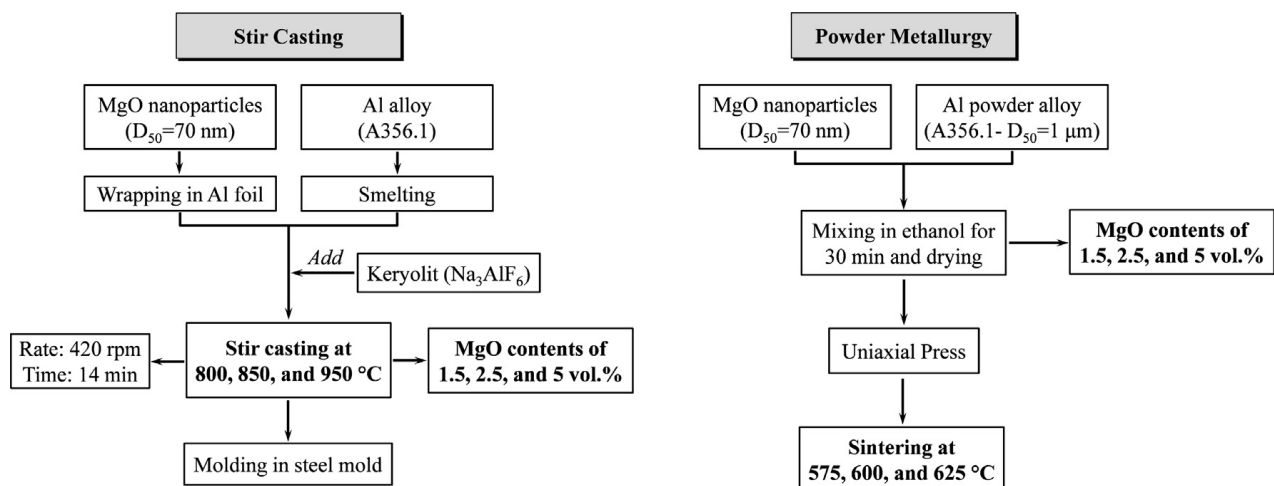 Stir Casting
MgO nanoparticles
(D₅₀=70 nm)
Al alloy
(A356.1)
Wrapping in Al foil
Smelting
Add
Keryolit (Na₃AlF₆)
Rate: 420 rpm
Time: 14 min
Stir casting at
800, 850, and 950 °C
MgO contents of
1.5, 2.5, and 5 vol.%
Molding in steel mold
Powder Metallurgy
MgO nanoparticles
(D₅₀=70 nm)
Al powder alloy
(A356.1- D₅₀=1 μm)
Mixing in ethanol for
30 min and drying
MgO contents of
1.5, 2.5, and 5 vol.%
Uniaxial Press
Sintering at
575, 600, and 625 °C